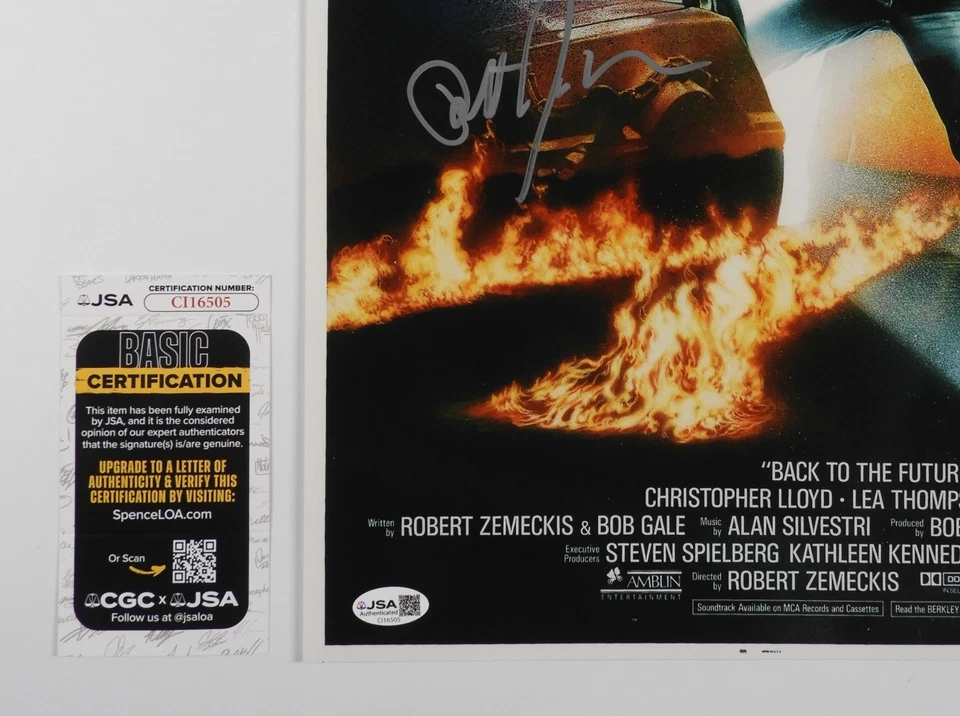 JSA
CERTIFICATION NUMBER:
CI16505
BASIC
CERTIFICATION
This item has been fully examined
by JSA, and it is the considered
opinion of our expert authenticators
that the signature(s) is/are genuine.
UPGRADE TO A LETTER OF
AUTHENTICITY & VERIFY THIS
CERTIFICATION BY VISITING:
SpenceLOA.com
Or Scan
CGC x JSA
Follow us at @jsaloa
"BACK TO THE FUTUR
CHRISTOPHER LLOYD · LEA THOMPS
Written by ROBERT ZEMECKIS & BOB GALE Music by ALAN SILVESTRI Produced by BOB
Executive Producers STEVEN SPIELBERG KATHLEEN KENNED
AMBLIN ENTERTAINMENT Directed by ROBERT ZEMECKIS DO
IN SELE
Soundtrack Available on MCA Records and Cassettes Read the BERKLEY
JSA
Authenticated
CI16505